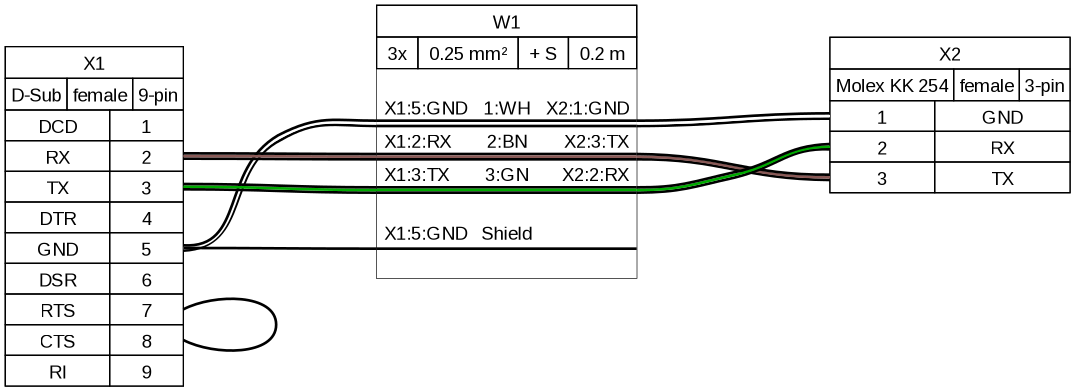 X1
D-Sub female 9-pin
DCD 1
RX 2
TX 3
DTR 4
GND 5
DSR 6
RTS 7
CTS 8
RI 9
W1
3x 0.25 mm² + S 0.2 m
X1:5:GND 1:WH X2:1:GND
X1:2:RX 2:BN X2:3:TX
X1:3:TX 3:GN X2:2:RX
X1:5:GND Shield
X2
Molex KK 254 female 3-pin
1 GND
2 RX
3 TX